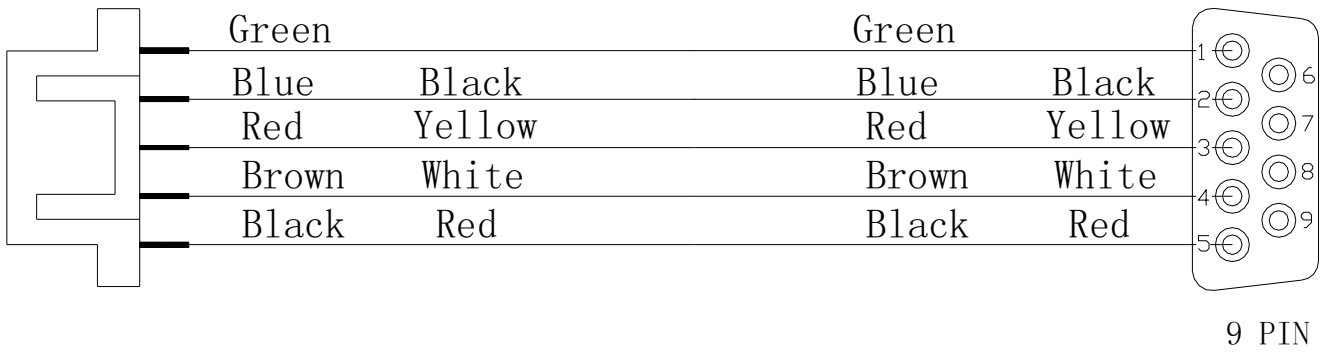 Green Green
1
Blue Black Blue Black
6
2
Red Yellow Red Yellow
7
3
Brown White Brown White
8
4
Black Red Black Red
9
5
9 PIN